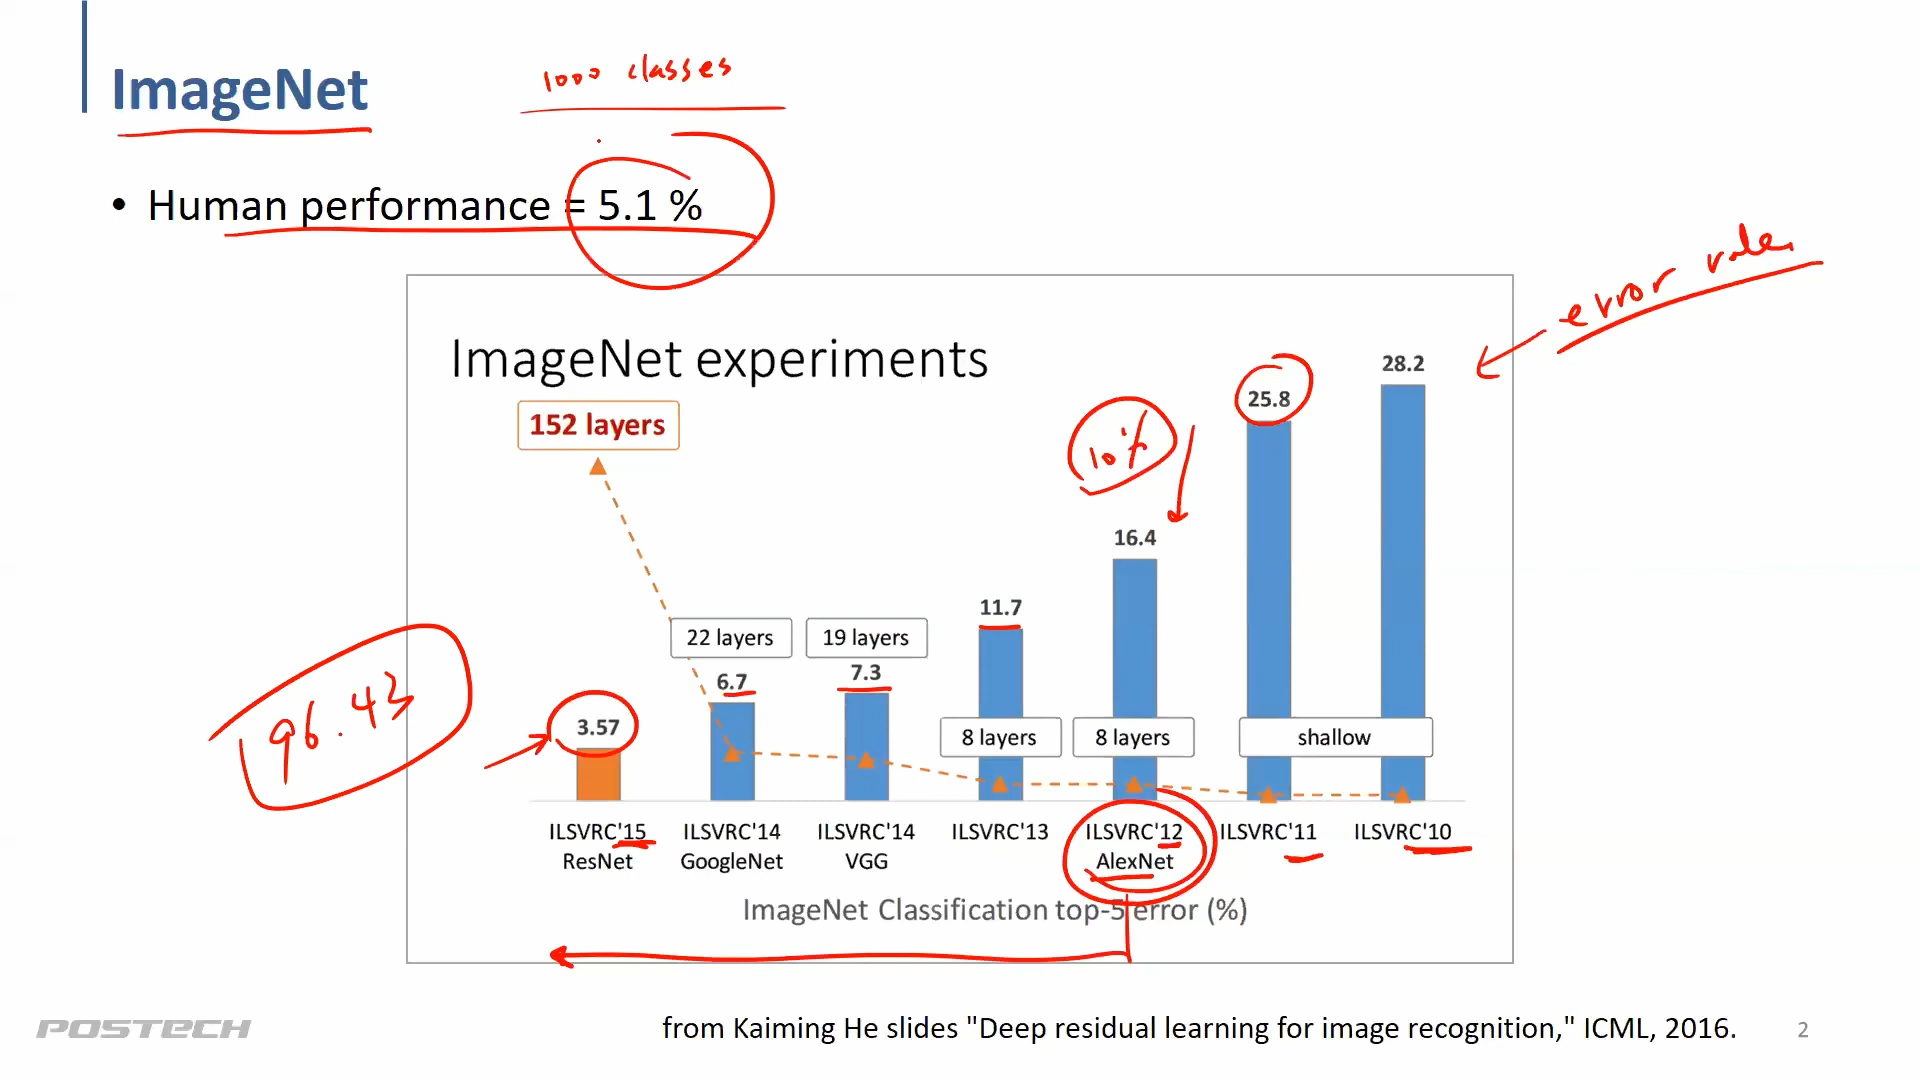 1000 classes
ImageNet
• Human performance = 5.1 %
error rate
ImageNet experiments
152 layers
28.2
25.8
10%
16.4
11.7
22 layers
19 layers
6.7
7.3
96.43
3.57
8 layers
8 layers
shallow
ILSVRC'15 ILSVRC'14 ILSVRC'14 ILSVRC'13 ILSVRC'12 ILSVRC'11 ILSVRC'10
ResNet GoogleNet VGG AlexNet
ImageNet Classification top-5 error (%)
POSTECH
from Kaiming He slides "Deep residual learning for image recognition," ICML, 2016.
2